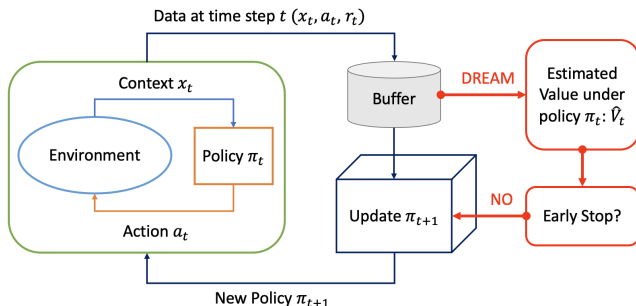 Data at time step t (x_t, a_t, r_t)
Context x_t
Environment
Policy π_t
Action a_t
Buffer
DREAM
Estimated
Value under
policy π_t: V̂_t
Update π_{t+1}
NO
Early Stop?
New Policy π_{t+1}